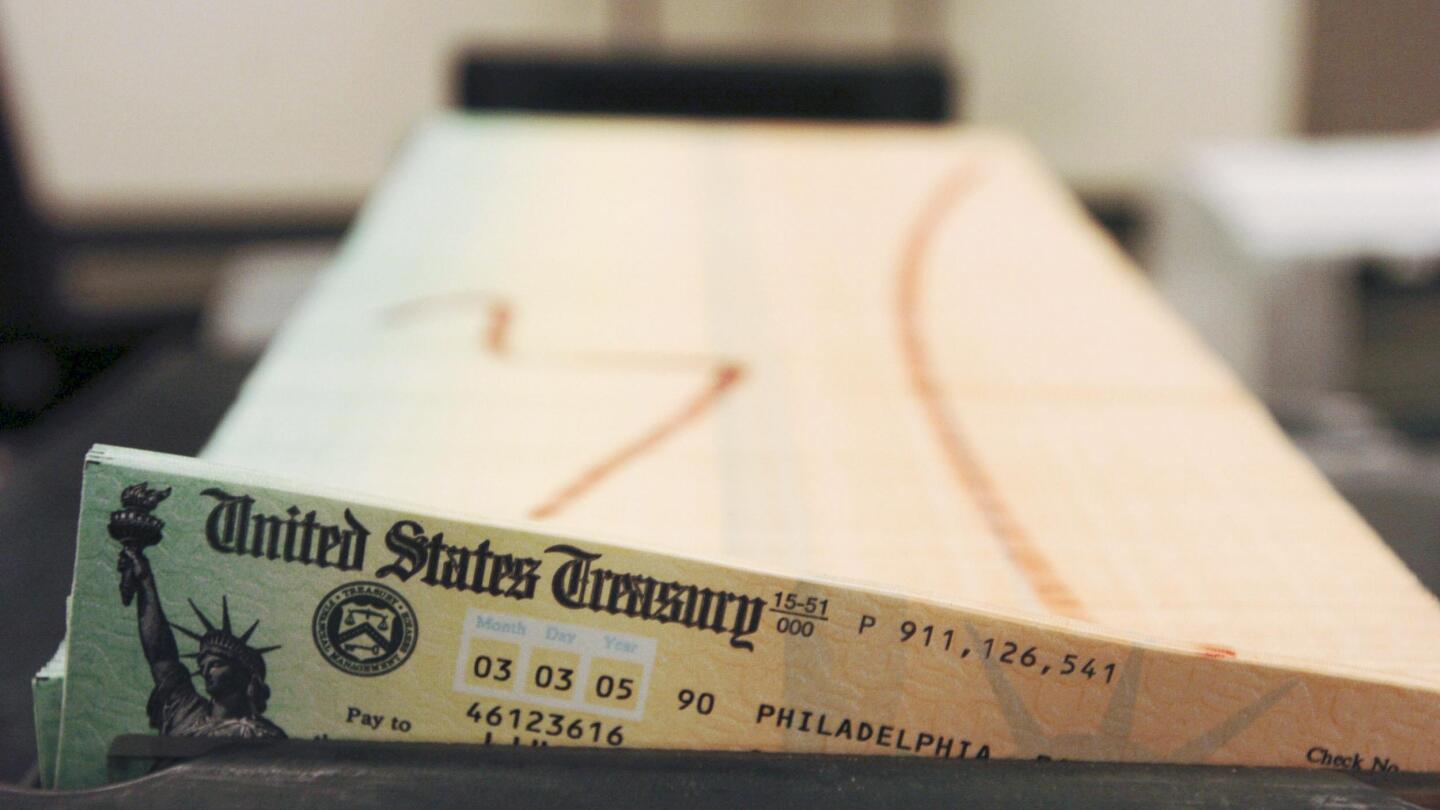 United States Treasury
15-51
000
P 911,126,541
Month Day Year
03 03 05
90 PHILADELPHIA,
Pay to
46123616
Check No.